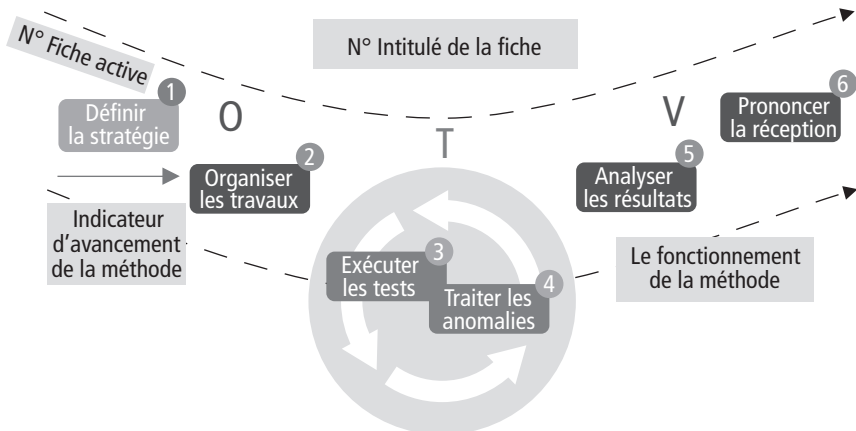 N° Fiche active
N° Intitulé de la fiche
1
Définir
la stratégie
O
T
V
6
Prononcer
la réception
2
Organiser
les travaux
5
Analyser
les résultats
Indicateur
d'avancement
de la méthode
3
Exécuter
les tests
4
Traiter les
anomalies
Le fonctionnement
de la méthode